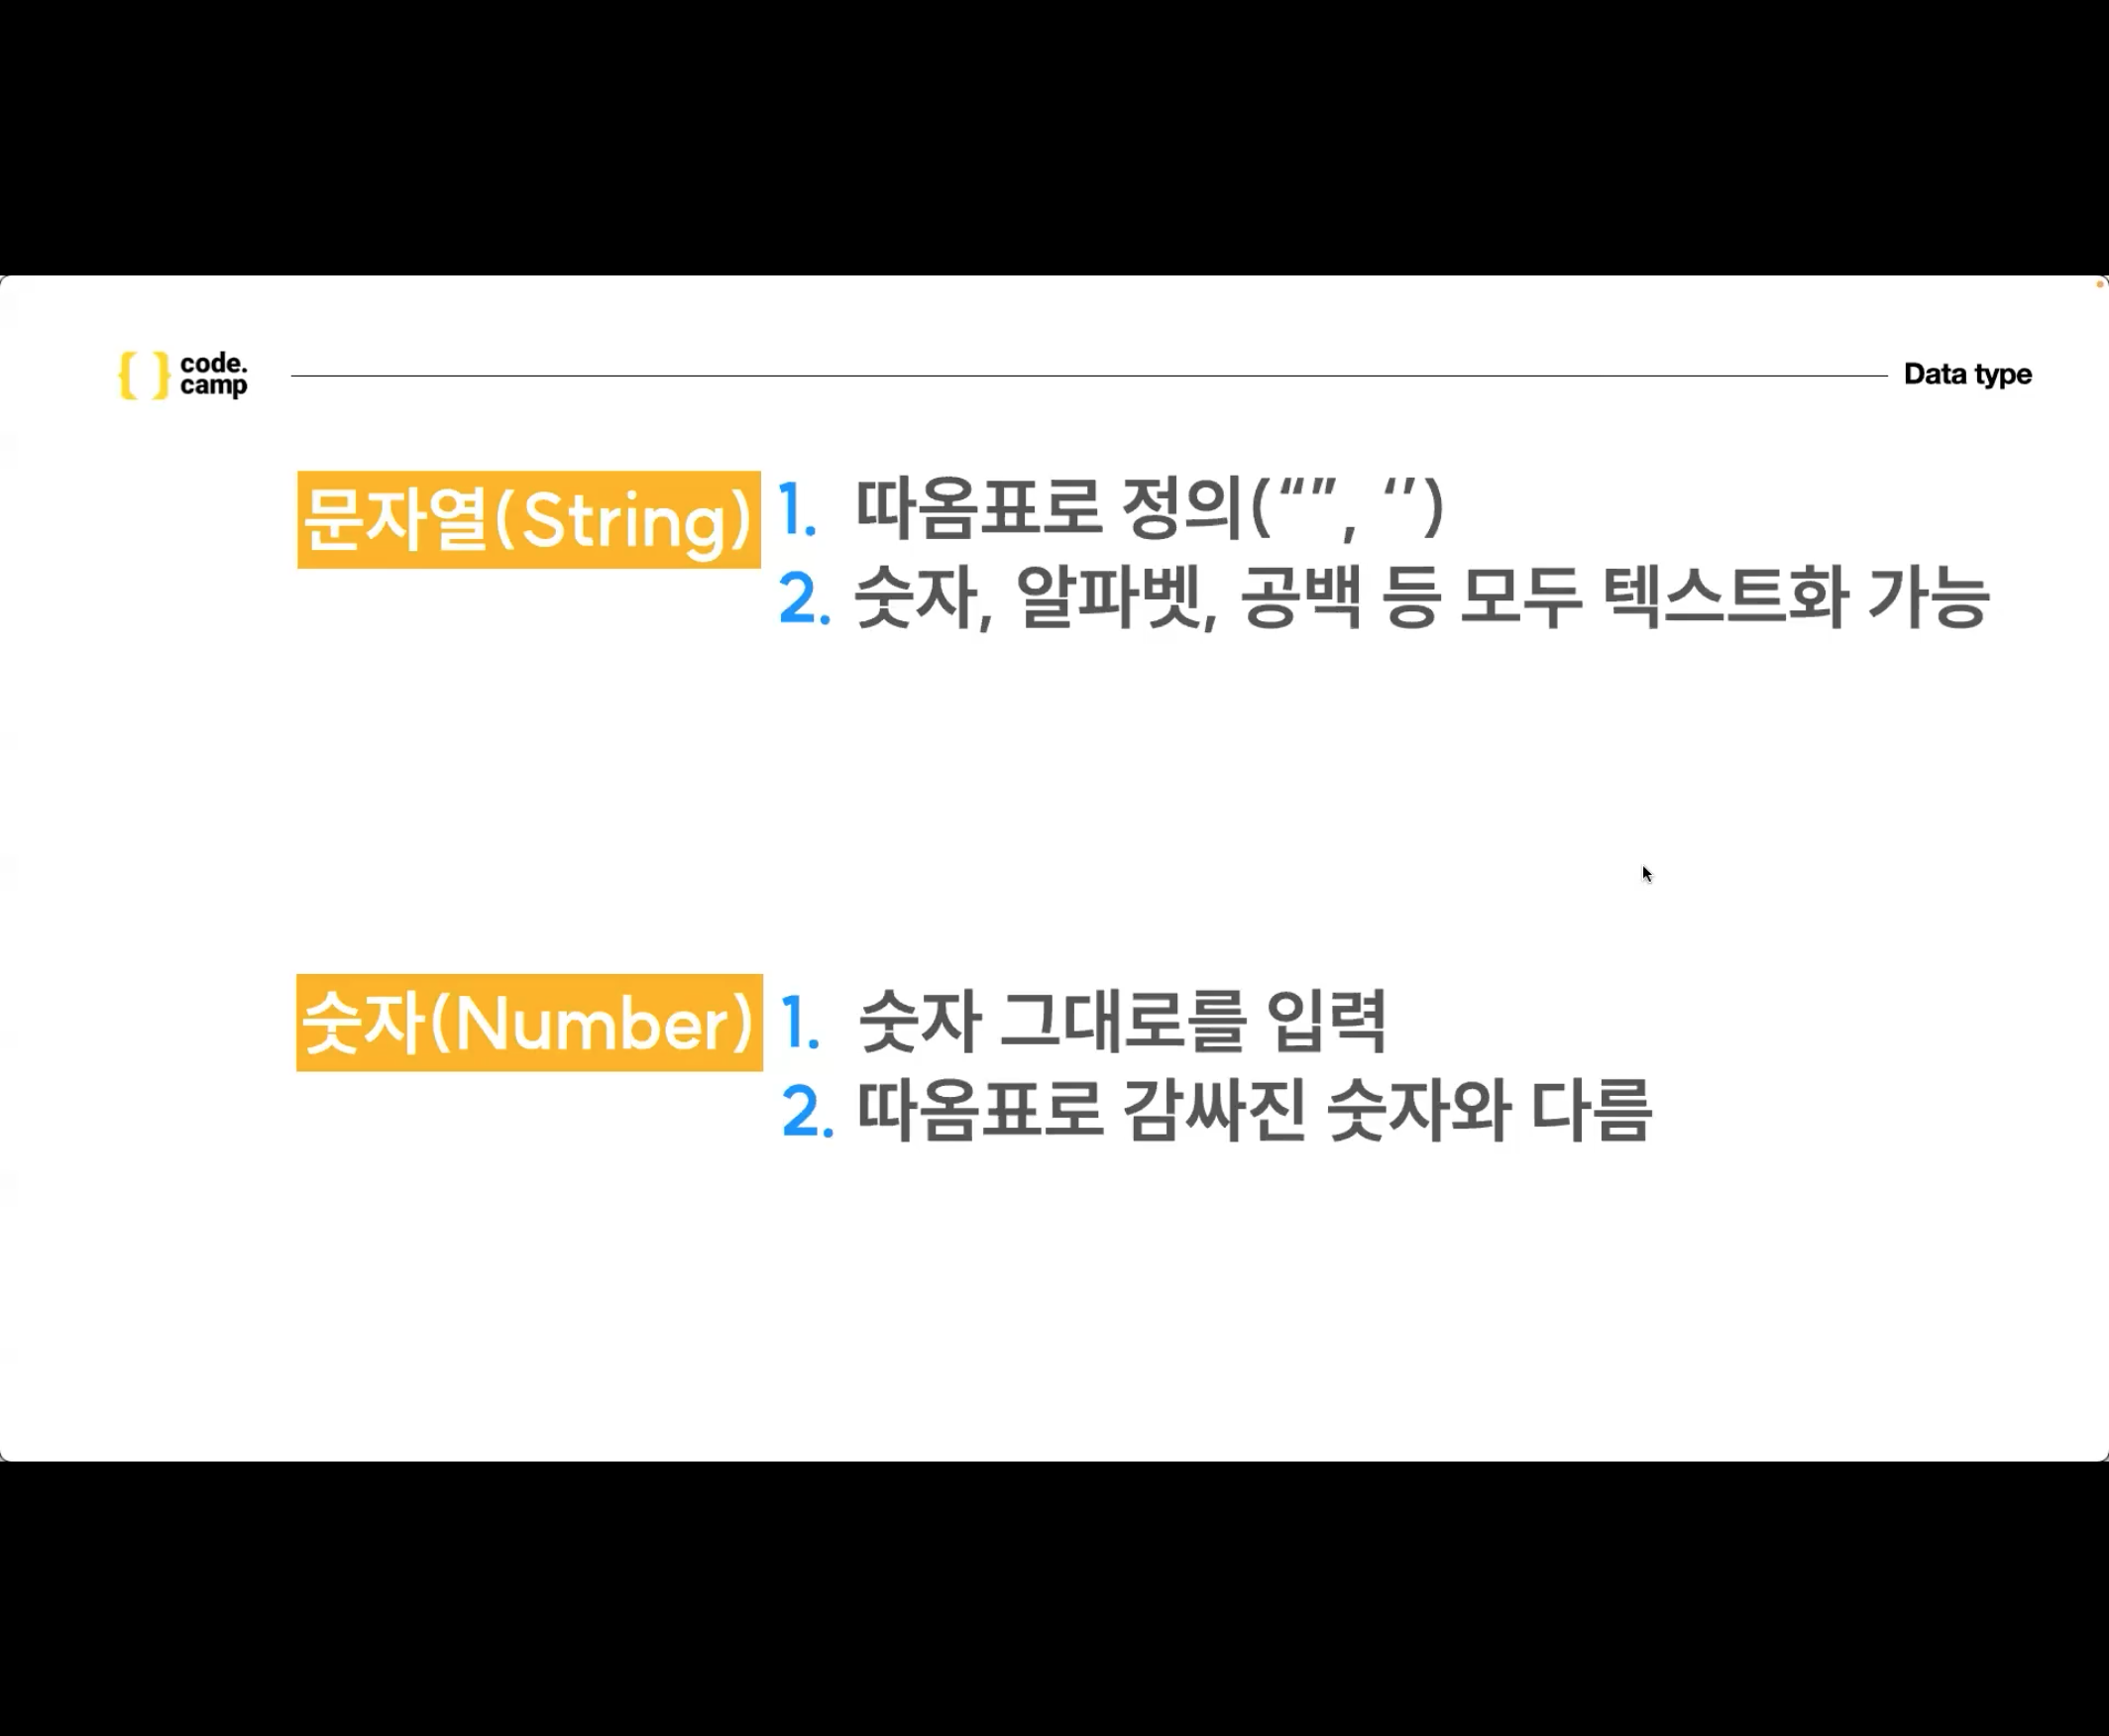 code.
camp
Data type
문자열(String)
1. 따옴표로 정의(“”, ‘’)
2. 숫자, 알파벳, 공백 등 모두 텍스트화 가능
숫자(Number)
1. 숫자 그대로를 입력
2. 따옴표로 감싸진 숫자와 다름